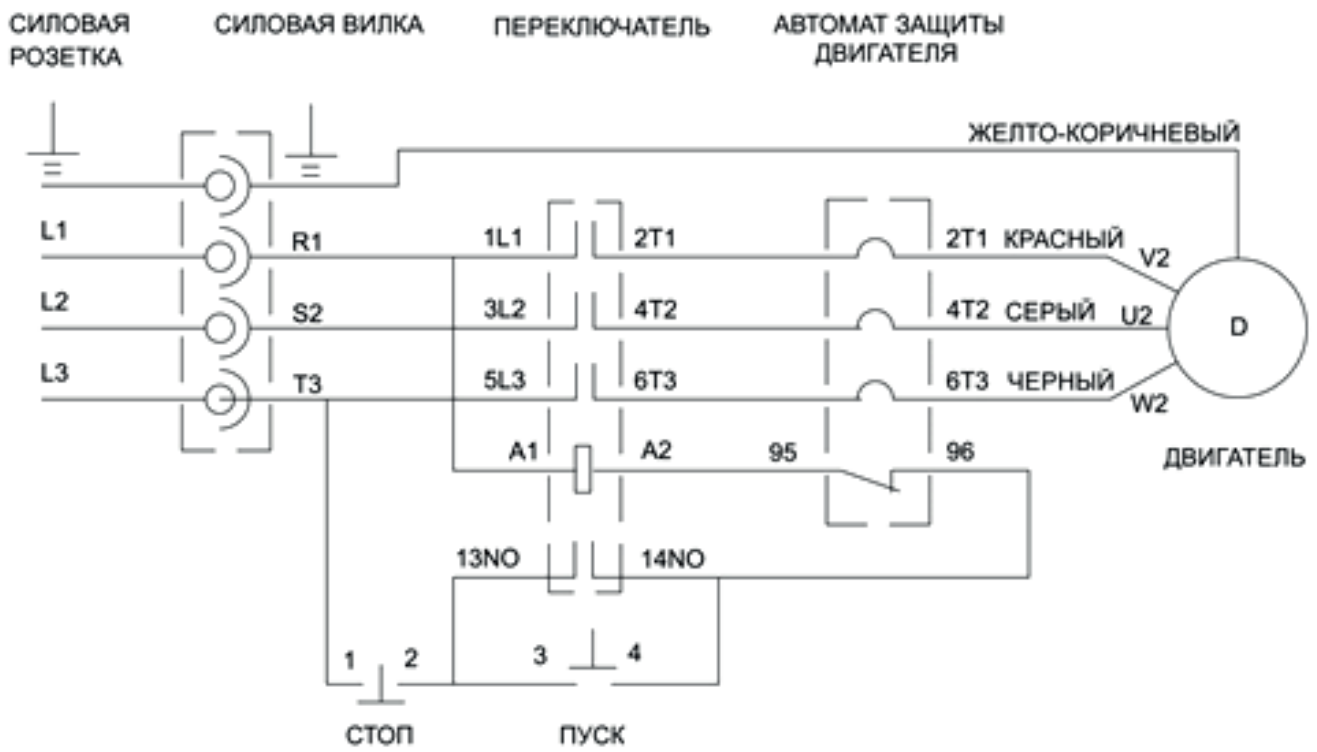 СИЛОВАЯ РОЗЕТКА
СИЛОВАЯ ВИЛКА
ПЕРЕКЛЮЧАТЕЛЬ
АВТОМАТ ЗАЩИТЫ
ДВИГАТЕЛЯ
ЖЕЛТО-КОРИЧНЕВЫЙ
L1 R1 1L1 2T1 2T1 КРАСНЫЙ V2
L2 S2 3L2 4T2 4T2 СЕРЫЙ U2 D
L3 T3 5L3 6T3 6T3 ЧЕРНЫЙ W2
A1 A2 95 96 ДВИГАТЕЛЬ
13NO 14NO
1 2 3 4
СТОП ПУСК